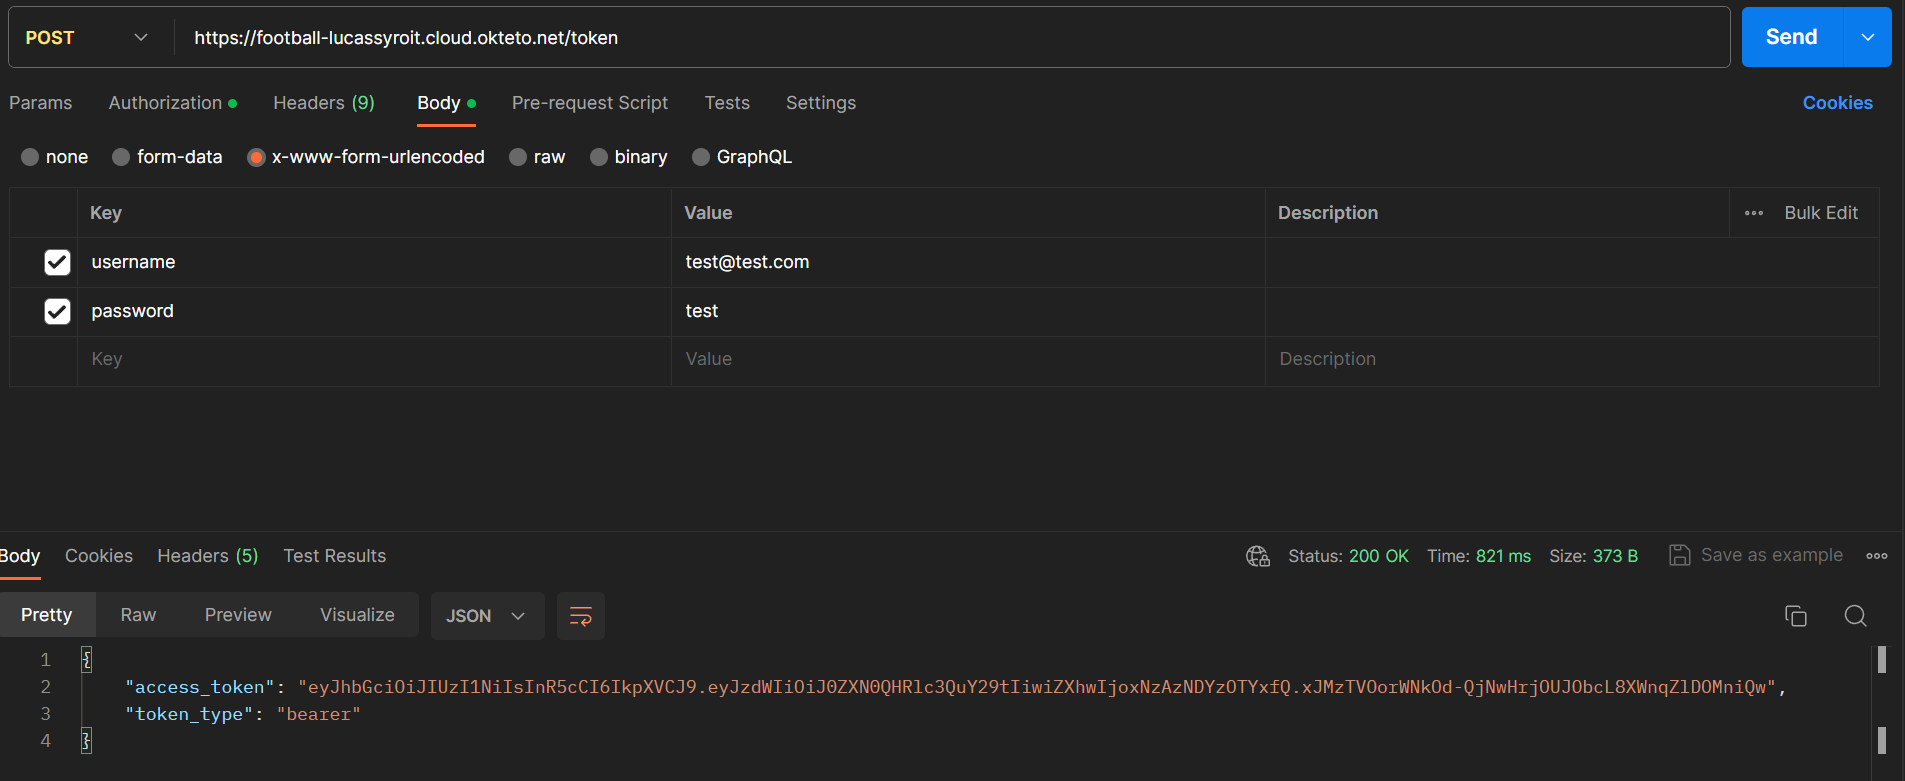 POST https://football-lucassyroit.cloud.okteto.net/token Send
Params Authorization Headers (9) Body Pre-request Script Tests Settings Cookies
none form-data x-www-form-urlencoded raw binary GraphQL
Key Value Description Bulk Edit
username test@test.com
password test
Key Value Description
Body Cookies Headers (5) Test Results Status: 200 OK Time: 821 ms Size: 373 B Save as example
Pretty Raw Preview Visualize JSON
1 {
2 "access_token": "eyJhbGciOiJIUzI1NiIsInR5cCI6IkpXVCJ9.eyJzdWIiOiJ0ZXN0QHRlc3QuY29tIiwiZXhwIjoxNzAzNDYzOTYxfQ.xJMzTVOorWNkOd-QjNwHrjOUJObcL8XWnqZlDOMniQw",
3 "token_type": "bearer"
4 }